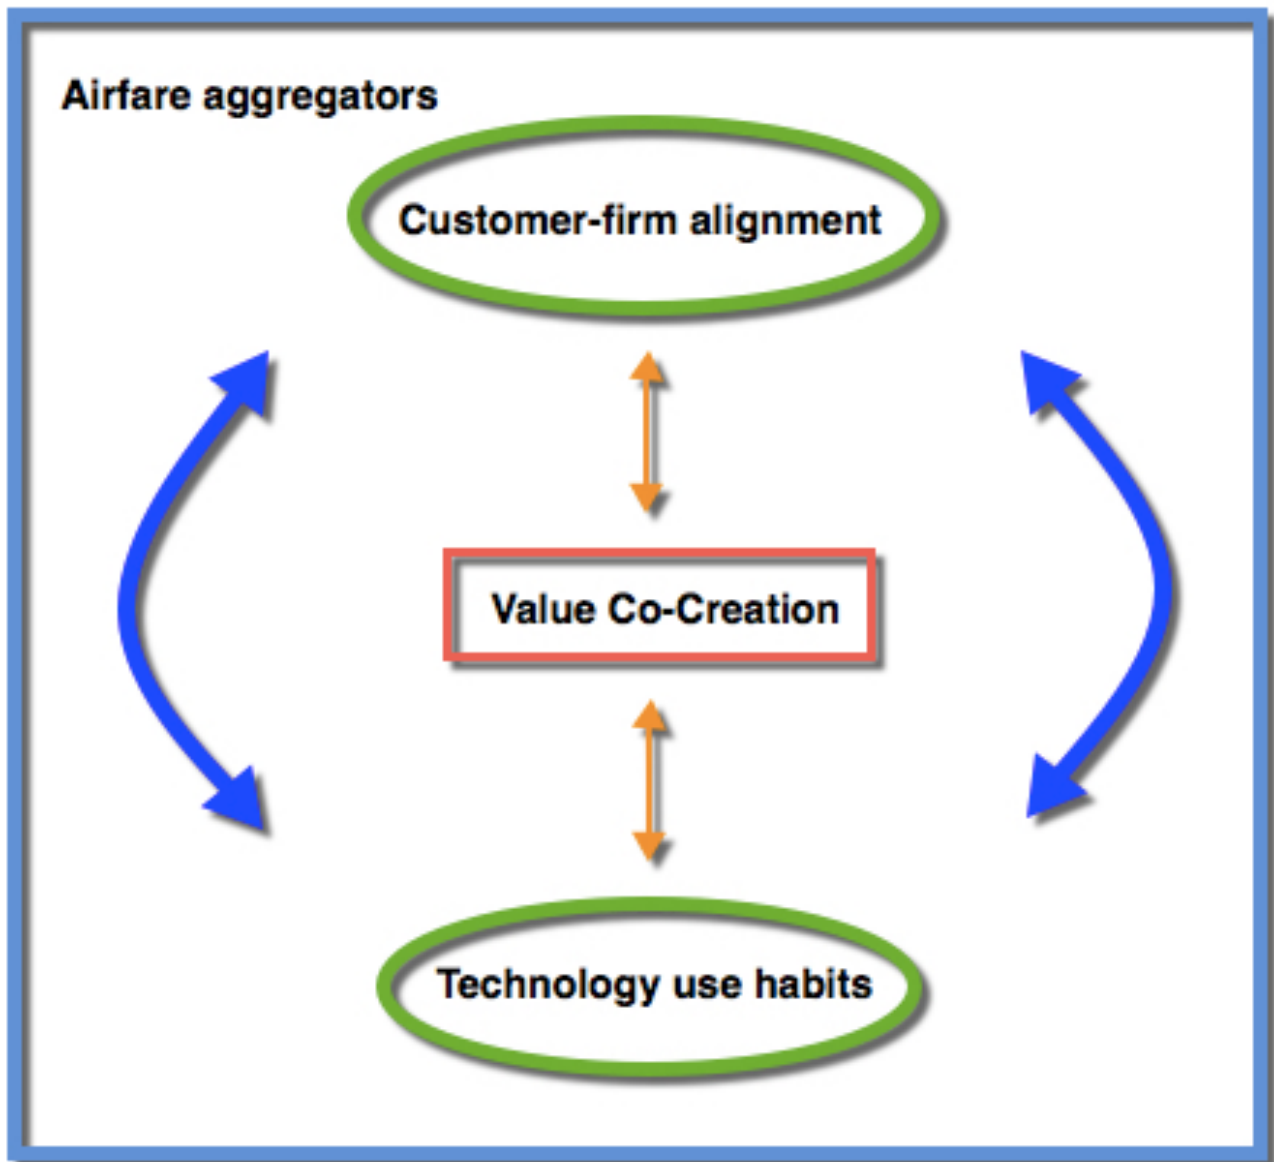 Airfare aggregators
Customer-firm alignment
Value Co-Creation
Technology use habits